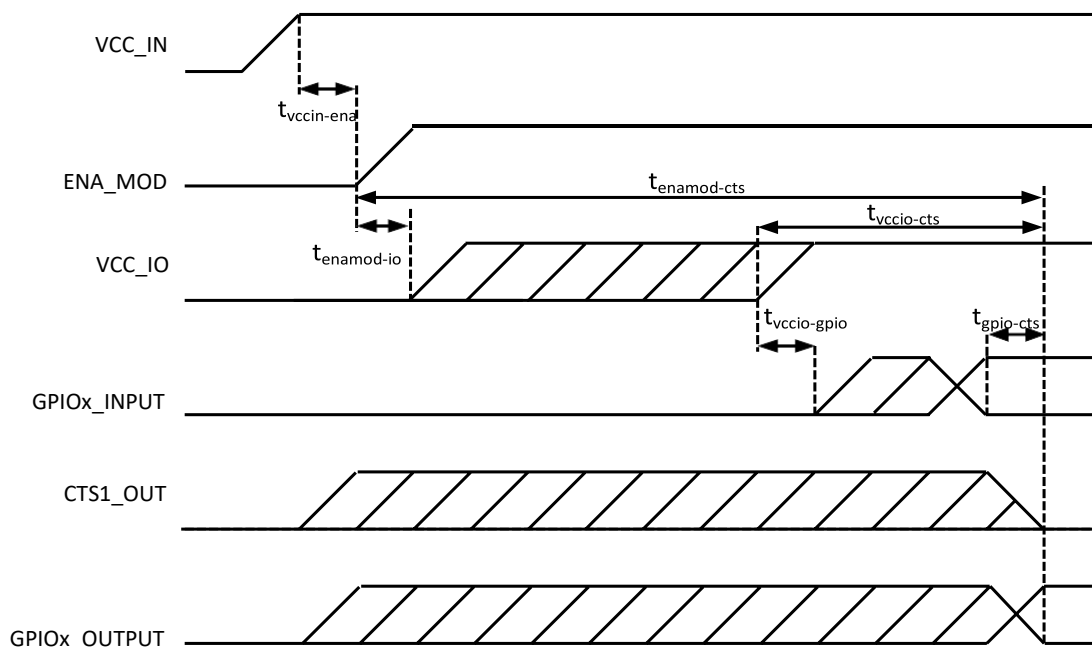 VCC_IN
tvccin-ena
ENA_MOD
tenamod-cts
tvccio-cts
tenamod-io
VCC_IO
tvccio-gpio
tgpio-cts
GPIOx_INPUT
CTS1_OUT
GPIOx_OUTPUT